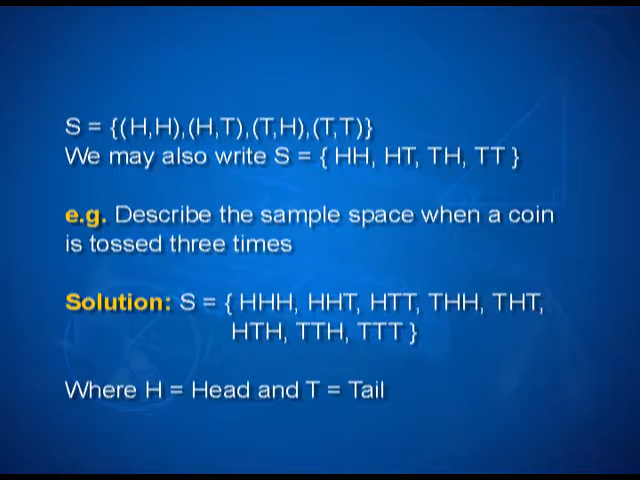 S = {(H,H),(H,T),(T,H),(T,T)}
We may also write S = { HH, HT, TH, TT }
e.g. Describe the sample space when a coin
is tossed three times
Solution: S = { HHH, HHT, HTT, THH, THT,
HTH, TTH, TTT }
Where H = Head and T = Tail